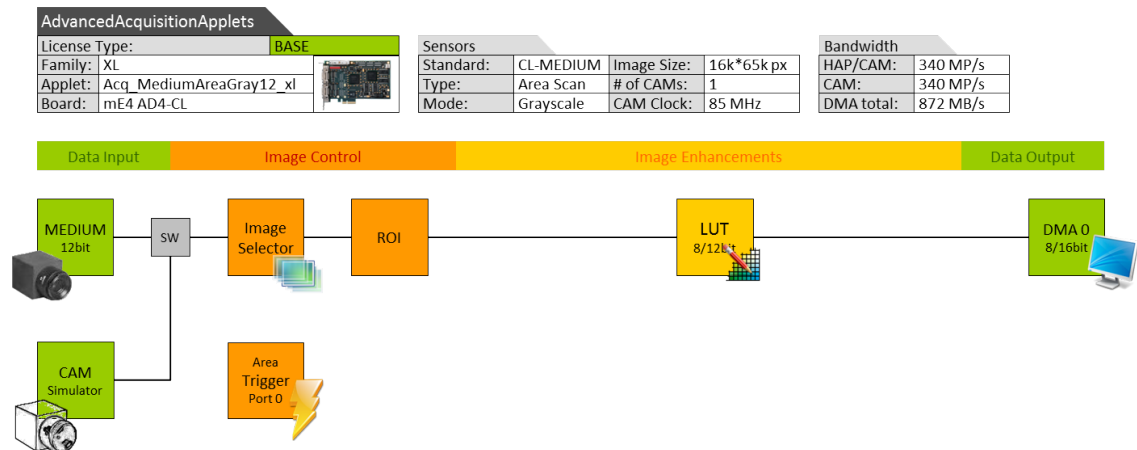 AdvancedAcquisitionApplets
License Type: BASE
Family: XL
Applet: Acq_MediumAreaGray12_xl
Board: mE4 AD4-CL
Sensors
Standard: CL-MEDIUM Image Size: 16k*65k px
Type: Area Scan # of CAMs: 1
Mode: Grayscale CAM Clock: 85 MHz
Bandwidth
HAP/CAM: 340 MP/s
CAM: 340 MP/s
DMA total: 872 MB/s
Data Input Image Control Image Enhancements Data Output
MEDIUM
12bit
SW
Image
Selector
ROI
LUT
8/12bit
DMA 0
8/16bit
CAM
Simulator
Area
Trigger
Port 0